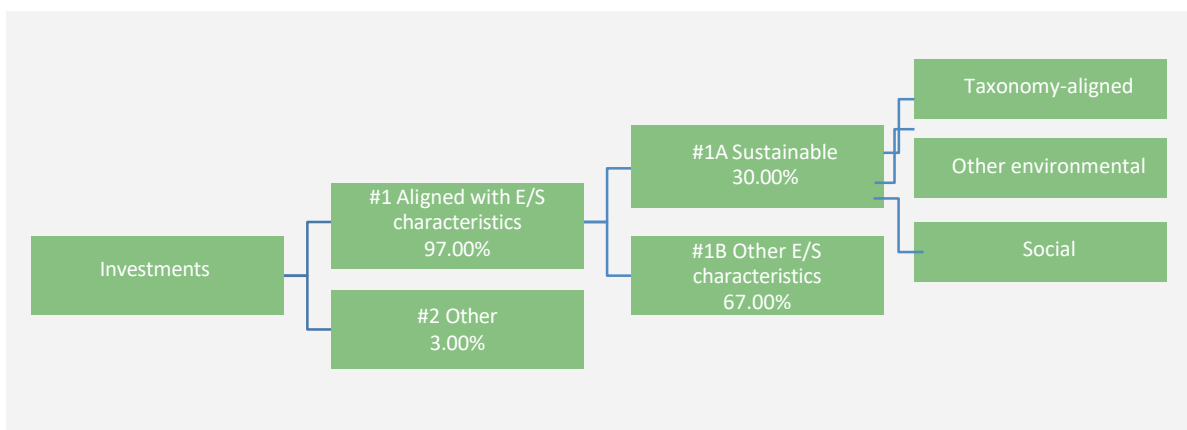 Investments
#1 Aligned with E/S
characteristics
97.00%
#2 Other
3.00%
#1A Sustainable
30.00%
#1B Other E/S
characteristics
67.00%
Taxonomy-aligned
Other environmental
Social